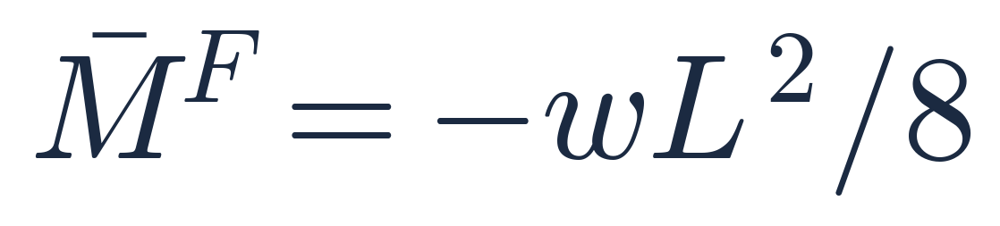 M̄^F = −wL²/8